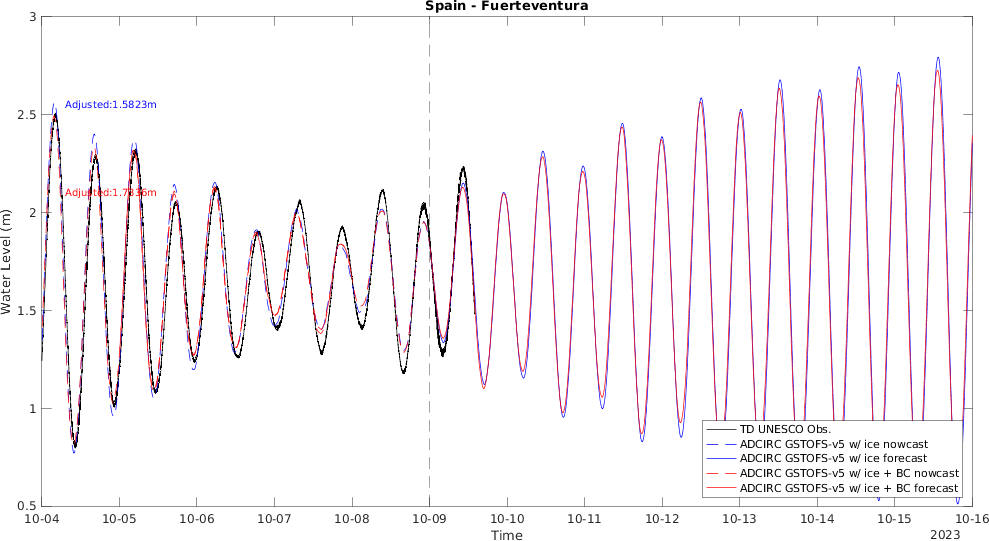 Spain - Fuerteventura
3
2.5
2
1.5
1
0.5
Water Level (m)
Adjusted:1.5823m
Adjusted:1.7336m
TD UNESCO Obs.
ADCIRC GSTOFS-v5 w/ ice nowcast
ADCIRC GSTOFS-v5 w/ ice forecast
ADCIRC GSTOFS-v5 w/ ice + BC nowcast
ADCIRC GSTOFS-v5 w/ ice + BC forecast
10-04 10-05 10-06 10-07 10-08 10-09 10-10 10-11 10-12 10-13 10-14 10-15 10-16
Time
2023